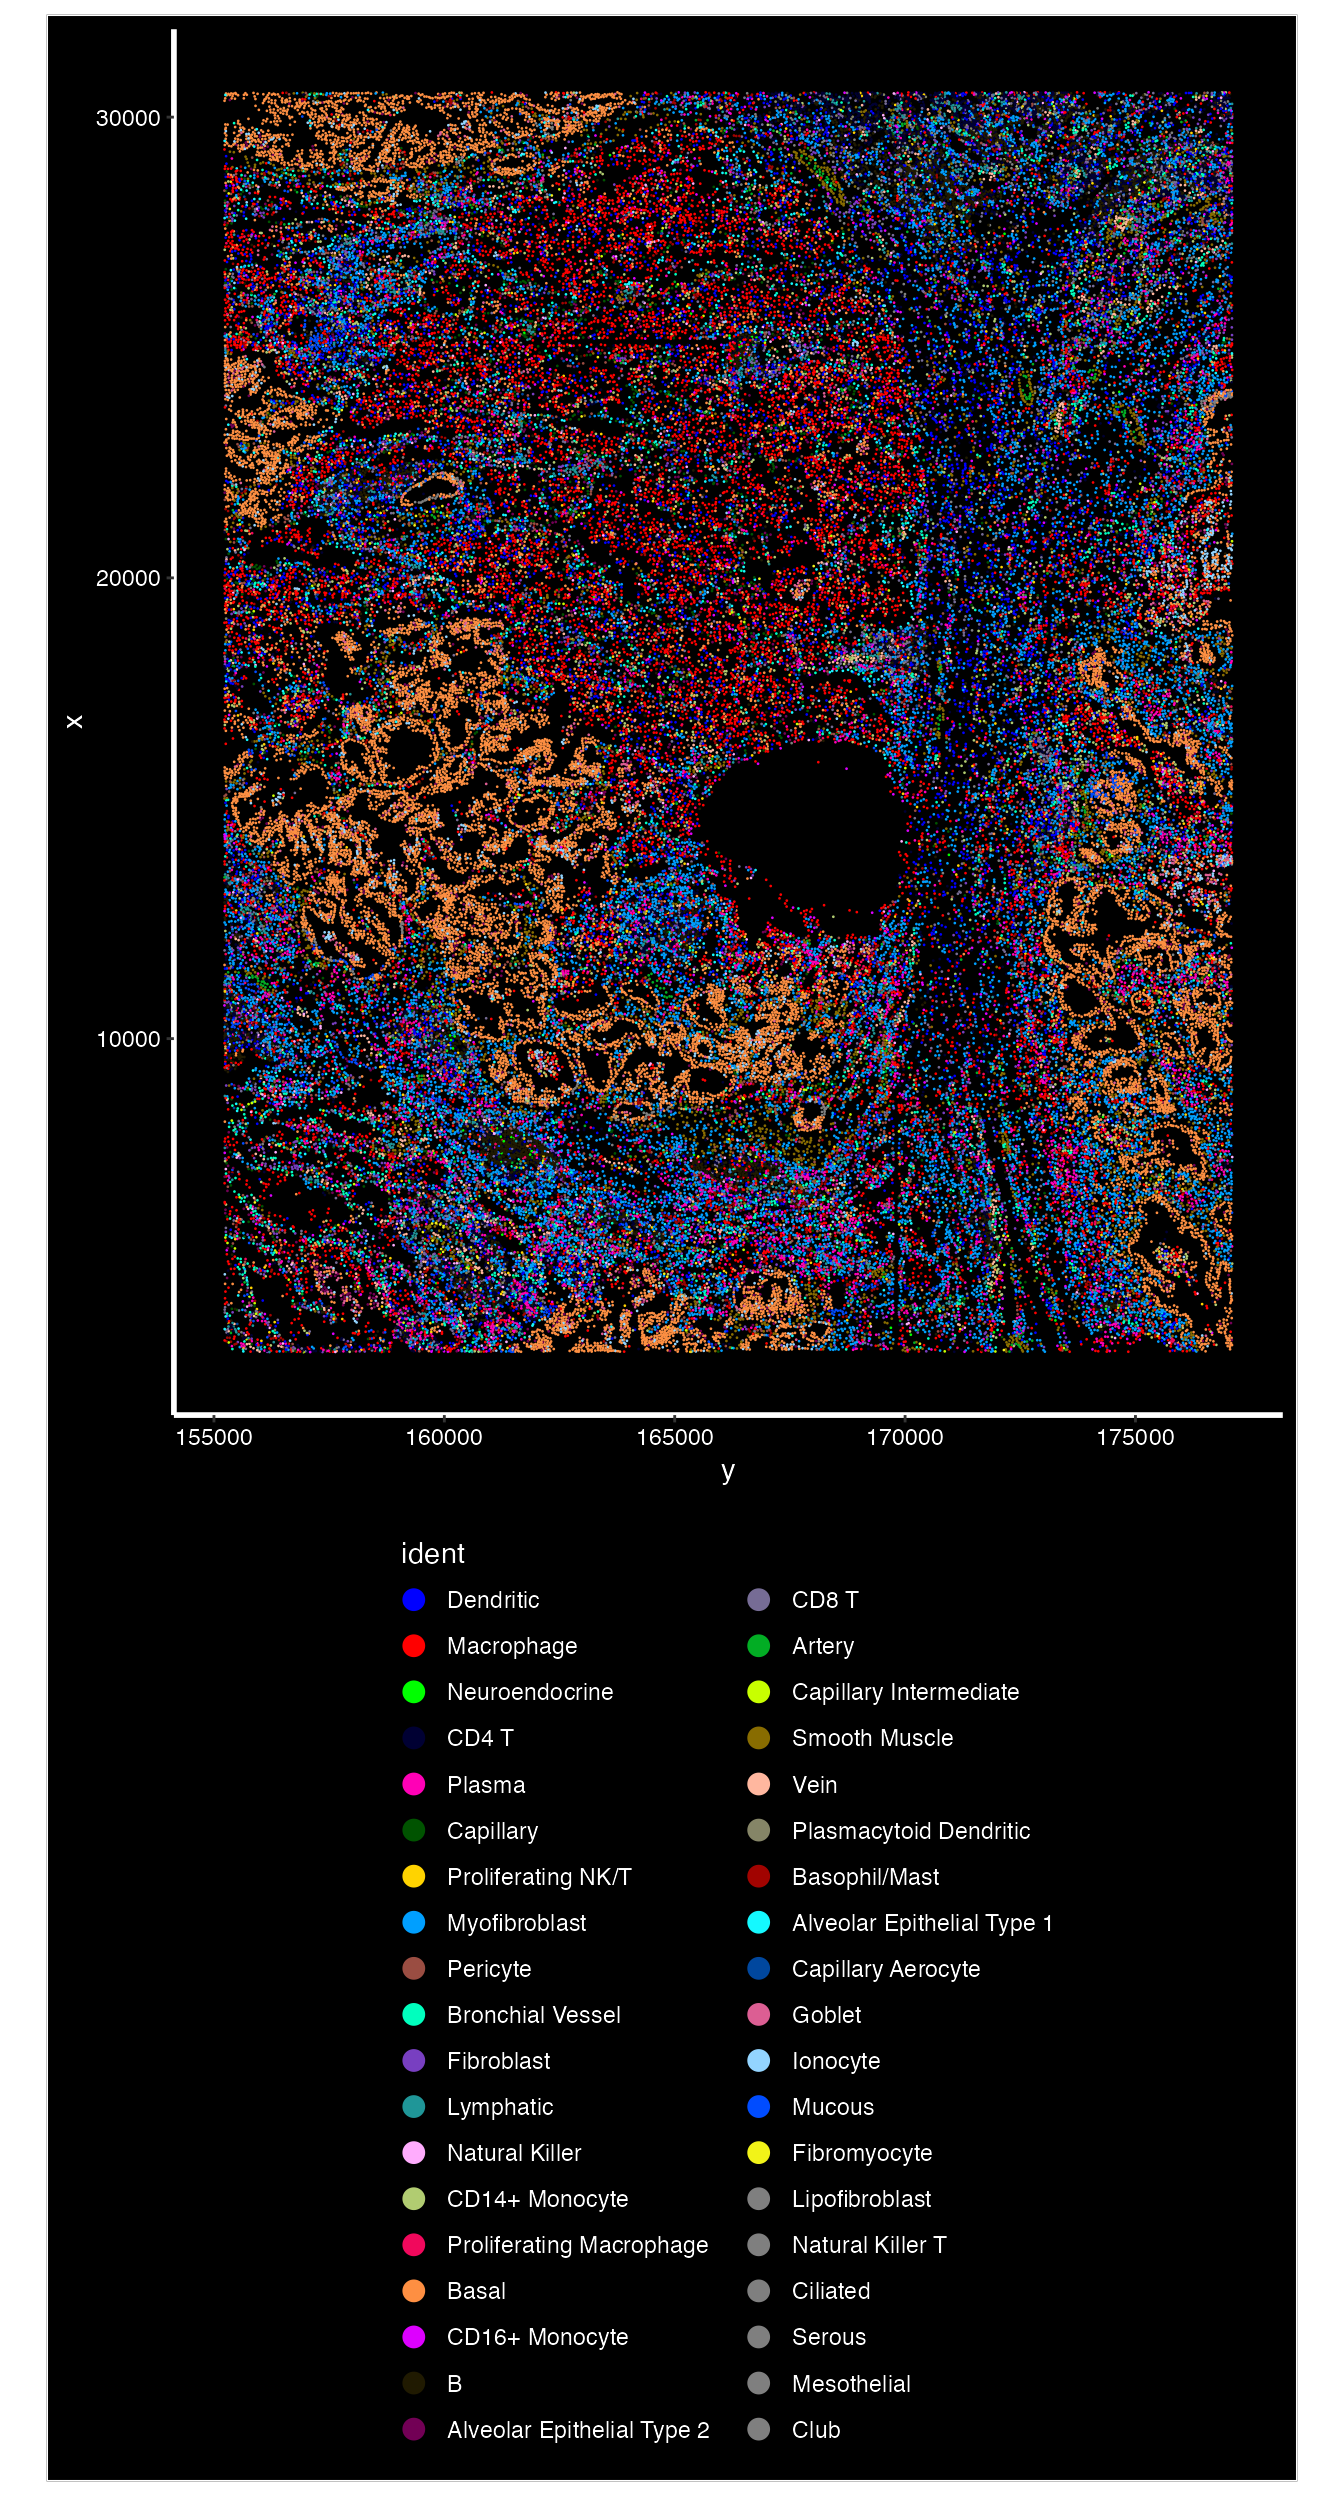 30000
20000
10000
x
155000 160000 165000 170000 175000
y
ident
Dendritic
Macrophage
Neuroendocrine
CD4 T
Plasma
Capillary
Proliferating NK/T
Myofibroblast
Pericyte
Bronchial Vessel
Fibroblast
Lymphatic
Natural Killer
CD14+ Monocyte
Proliferating Macrophage
Basal
CD16+ Monocyte
B
Alveolar Epithelial Type 2
CD8 T
Artery
Capillary Intermediate
Smooth Muscle
Vein
Plasmacytoid Dendritic
Basophil/Mast
Alveolar Epithelial Type 1
Capillary Aerocyte
Goblet
Ionocyte
Mucous
Fibromyocyte
Lipofibroblast
Natural Killer T
Ciliated
Serous
Mesothelial
Club